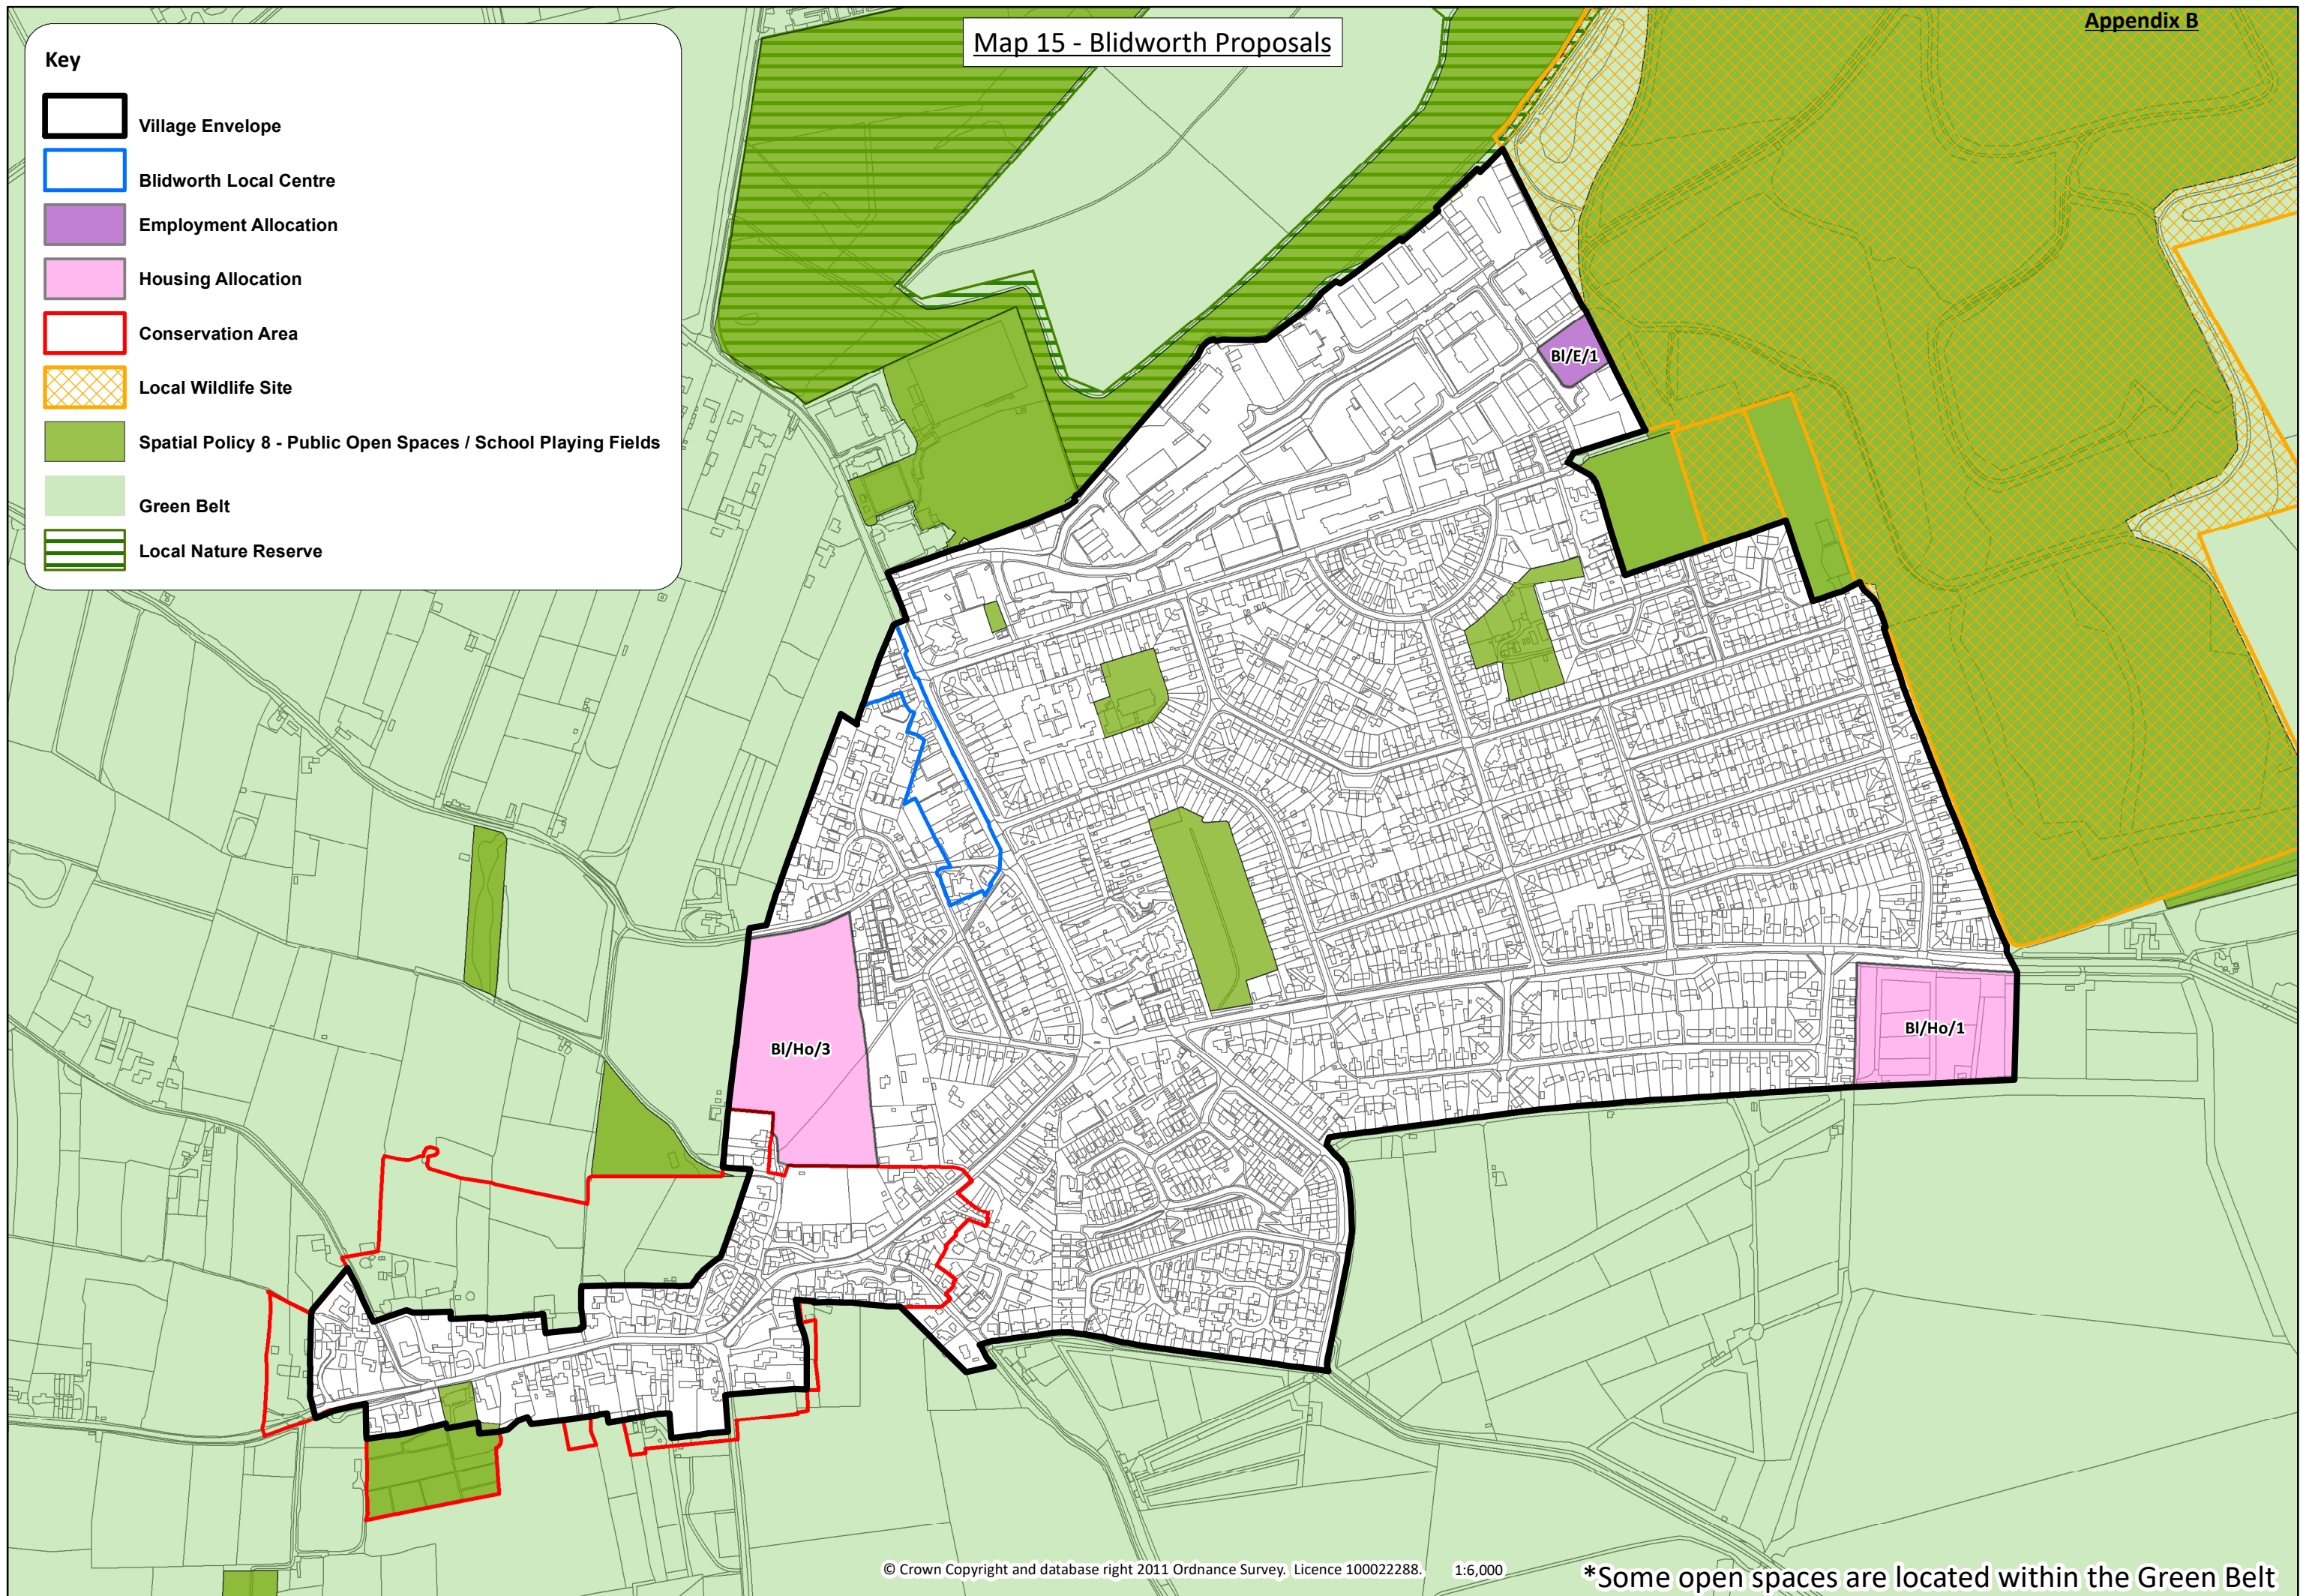 Map 15 - Blidworth Proposals
Appendix B
Key
Village Envelope
Blidworth Local Centre
Employment Allocation
Housing Allocation
Conservation Area
Local Wildlife Site
Spatial Policy 8 - Public Open Spaces / School Playing Fields
Green Belt
Local Nature Reserve
Bl/E/1
Bl/Ho/3
Bl/Ho/1
© Crown Copyright and database right 2011 Ordnance Survey. Licence 100022288.
1:6,000
*Some open spaces are located within the Green Belt